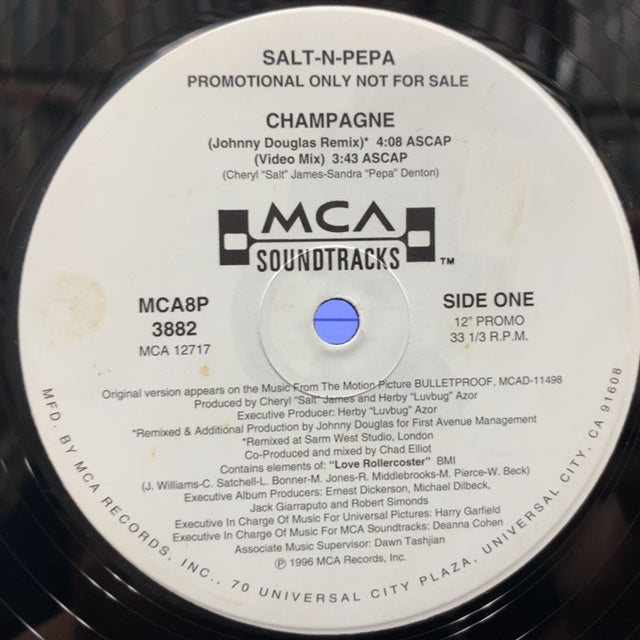 SALT-N-PEPA
PROMOTIONAL ONLY NOT FOR SALE
CHAMPAGNE
(Johnny Douglas Remix)* 4:08 ASCAP
(Video Mix) 3:43 ASCAP
(Cheryl "Salt" James-Sandra "Pepa" Denton)
MCA
SOUNDTRACKS TM
MCA8P
3882
MCA 12717
SIDE ONE
12" PROMO
33 1/3 R.P.M.
Original version appears on the Music From The Motion Picture BULLETPROOF, MCAD-11498
Produced by Cheryl "Salt" James and Herby "Luvbug" Azor
Executive Producer: Herby "Luvbug" Azor
*Remixed & Additional Production by Johnny Douglas for First Avenue Management
*Remixed at Sarm West Studio, London
Co-Produced and mixed by Chad Elliot
Contains elements of: "Love Rollercoster" BMI
(J. Williams-C. Satchell-L. Bonner-M. Jones-R. Middlebrooks-M. Pierce-W. Beck)
Executive Album Producers: Ernest Dickerson, Michael Dilbeck,
Jack Giarraputo and Robert Simonds
Executive In Charge Of Music For Universal Pictures: Harry Garfield
Executive In Charge Of Music For MCA Soundtracks: Deanna Cohen
Associate Music Supervisor: Dawn Tashjian
℗ 1996 MCA Records, Inc.
MFD. BY MCA RECORDS, INC., 70 UNIVERSAL CITY PLAZA, UNIVERSAL CITY, CA 91608